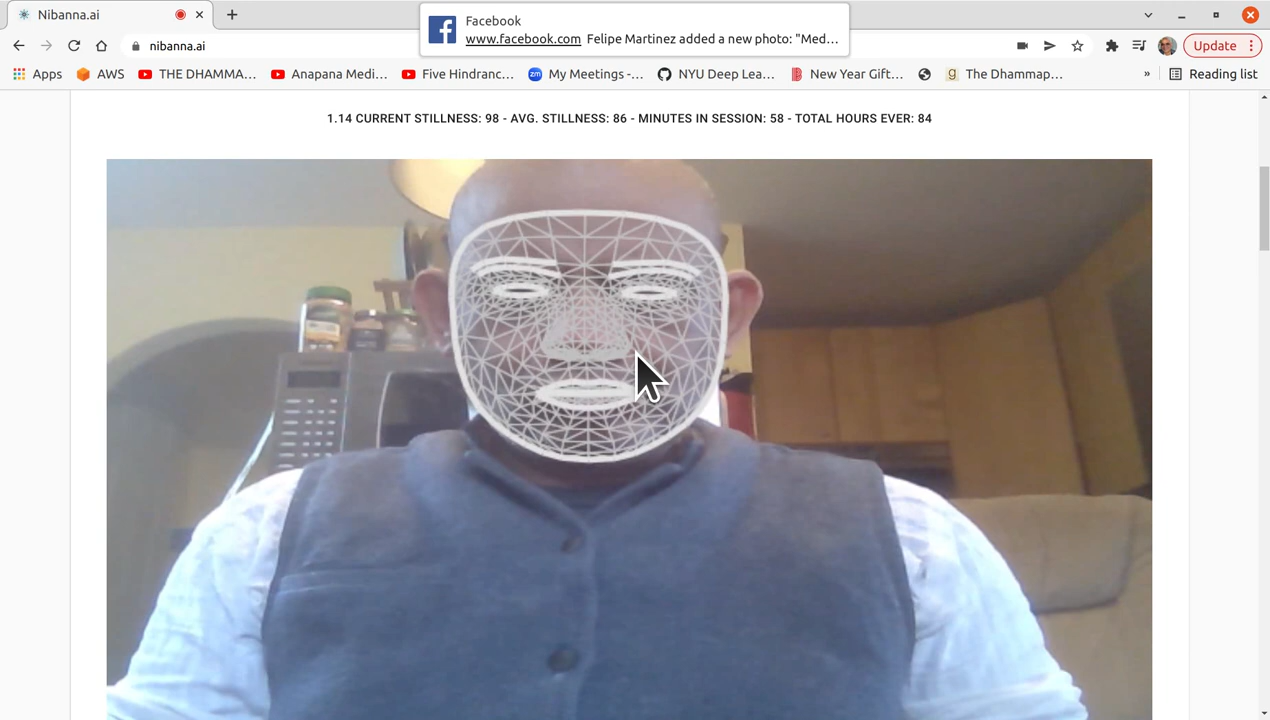 Nibanna.ai
Facebook
www.facebook.com Felipe Martinez added a new photo: "Med…
nibanna.ai
Update
Apps
AWS
THE DHAMMA…
Anapana Medi…
Five Hindranc…
zm
My Meetings -…
NYU Deep Lea…
New Year Gift…
g
The Dhammap…
»
Reading list
1.14 CURRENT STILLNESS: 98 - AVG. STILLNESS: 86 - MINUTES IN SESSION: 58 - TOTAL HOURS EVER: 84